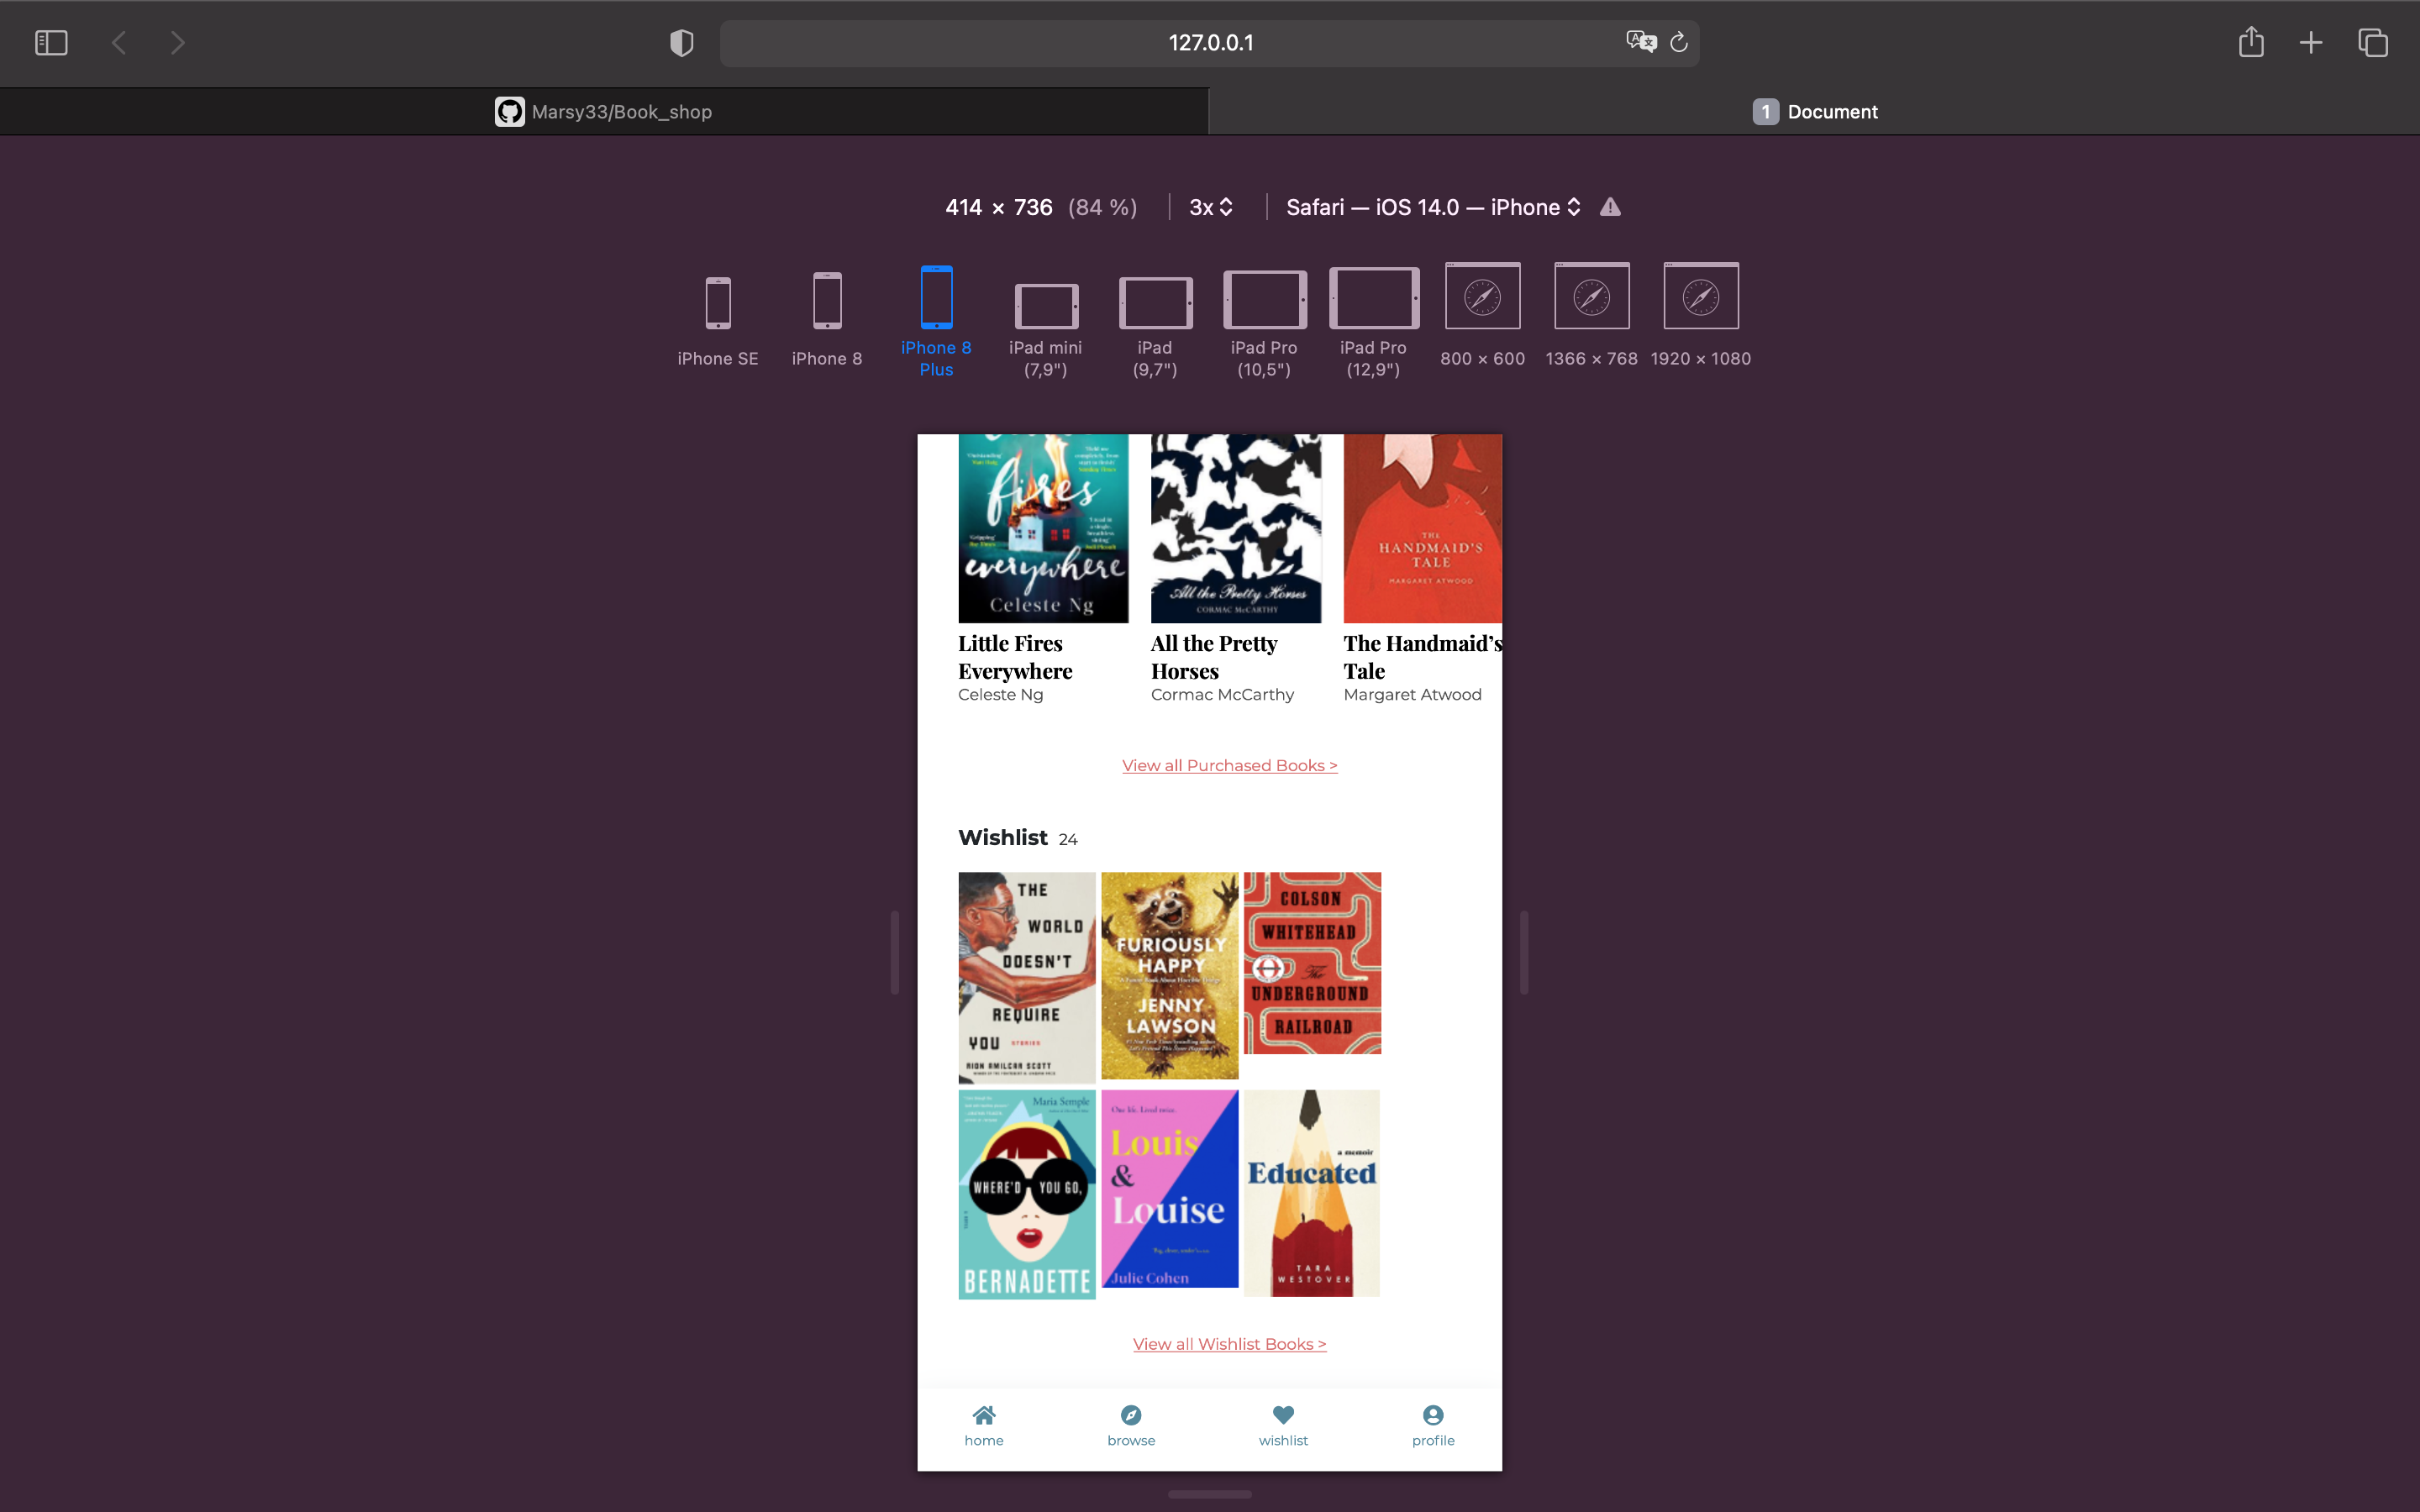 127.0.0.1
Marsy33/Book_shop
1 Document
414 × 736 (84 %)
3x
Safari — iOS 14.0 — iPhone
iPhone SE
iPhone 8
iPhone 8
Plus
iPad mini
(7,9")
iPad
(9,7")
iPad Pro
(10,5")
iPad Pro
(12,9")
800 × 600
1366 × 768
1920 × 1080
fires
everywhere
Celeste Ng
All the Pretty Horses
CORMAC McCARTHY
THE
HANDMAID'S
TALE
MARGARET ATWOOD
Little Fires
Everywhere
Celeste Ng
All the Pretty
Horses
Cormac McCarthy
The Handmaid’s
Tale
Margaret Atwood
View all Purchased Books >
Wishlist 24
THE
WORLD
DOESN'T
REQUIRE
YOU STORIES
RION AMILCAR SCOTT
FURIOUSLY
HAPPY
JENNY
LAWSON
COLSON
WHITEHEAD
The
UNDERGROUND
RAILROAD
Maria Semple
WHERE'D YOU GO,
BERNADETTE
One life. Lived twice.
Louis
&
Louise
Julie Cohen
a memoir
Educated
TARA
WESTOVER
View all Wishlist Books >
home
browse
wishlist
profile